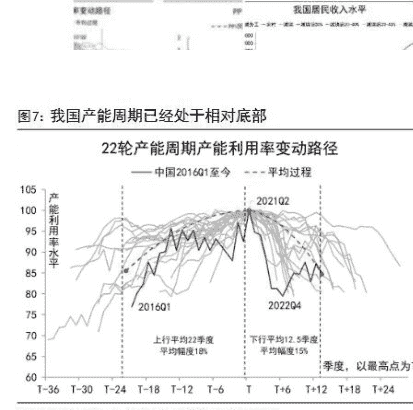 率变动路径
我国居民收入水平
图7：我国产能周期已经处于相对底部
22轮产能周期产能利用率变动路径
中国2016Q1至今 平均过程
产能利用率水平
105
100
95
90
85
80
75
70
65
60
2021Q2
2016Q1
2022Q4
上行平均22季度
平均幅度18%
下行平均12.5季度
平均幅度15%
季度，以最高点为T
T-36 T-30 T-24 T-18 T-12 T-6 T T+6 T+12 T+18 T+24